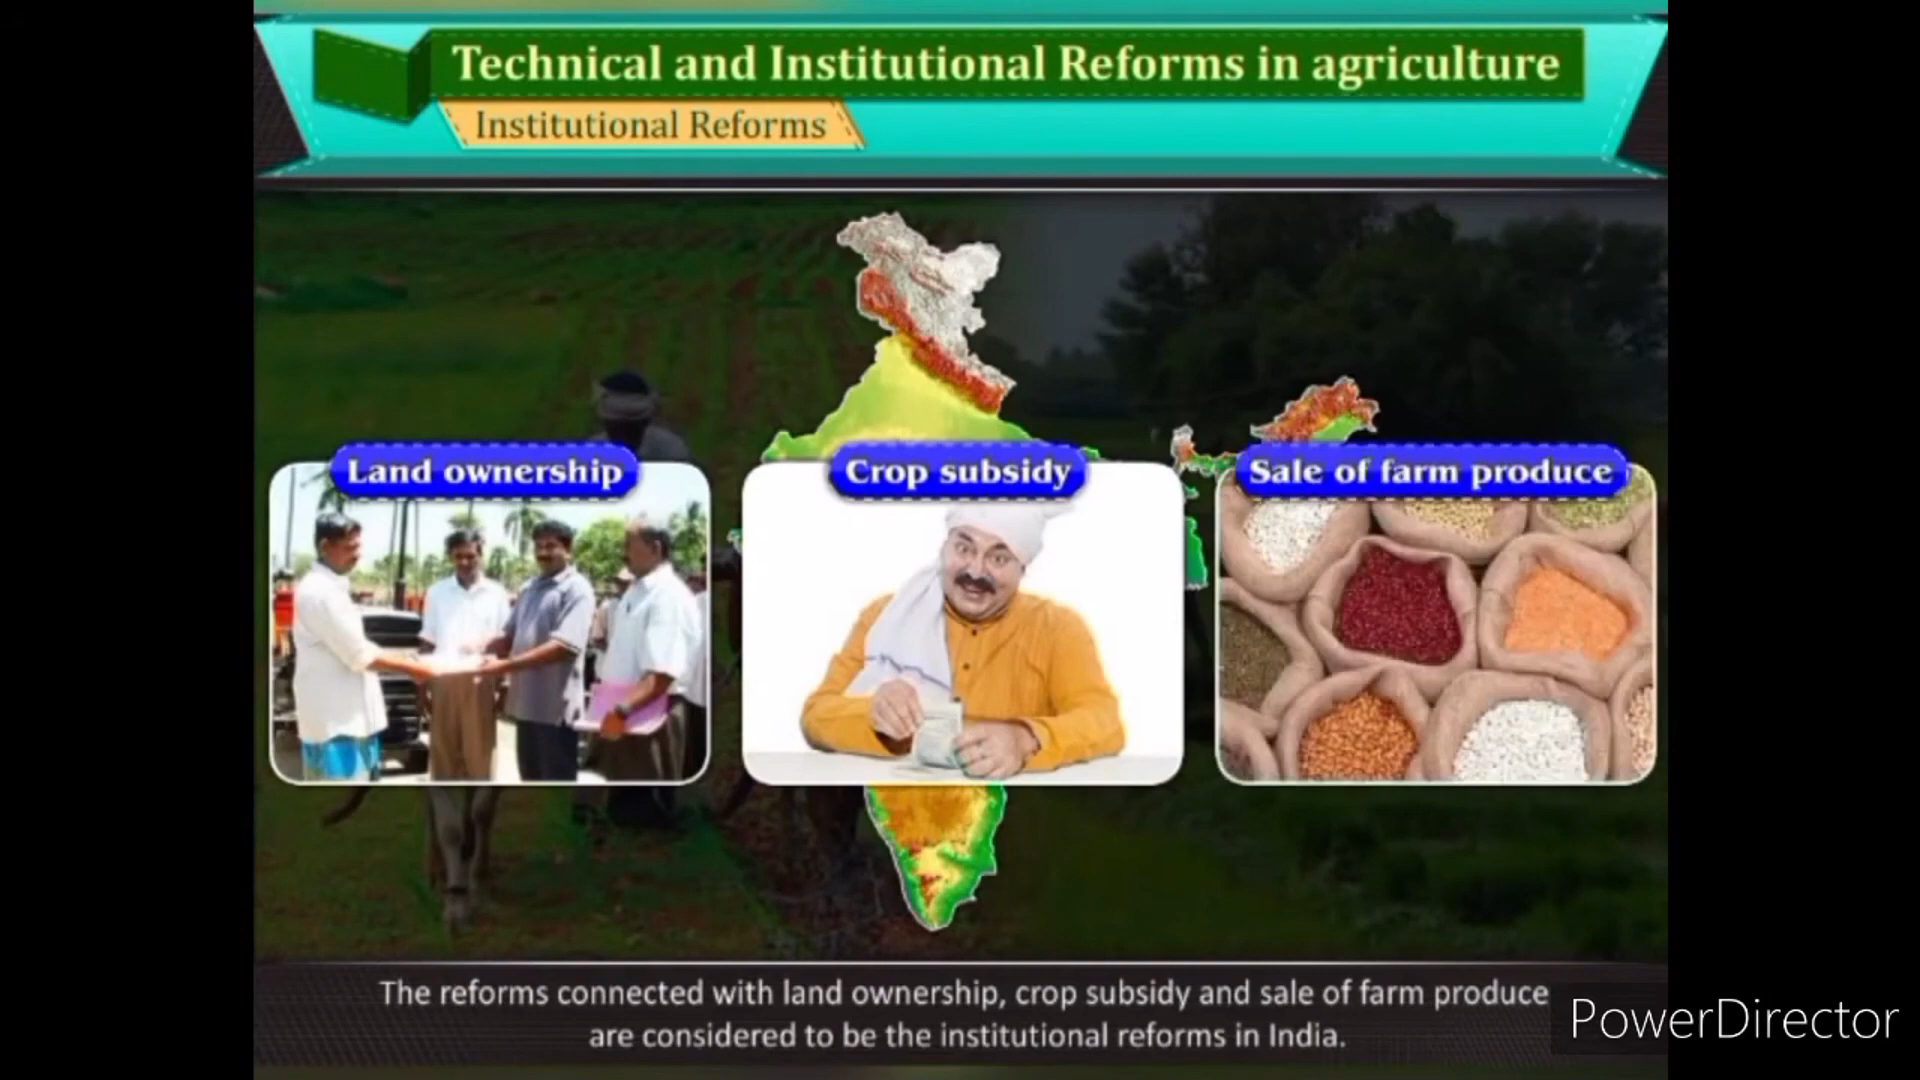 Technical and Institutional Reforms in agriculture
Institutional Reforms
Land ownership
Crop subsidy
Sale of farm produce
The reforms connected with land ownership, crop subsidy and sale of farm produce
are considered to be the institutional reforms in India.
PowerDirector